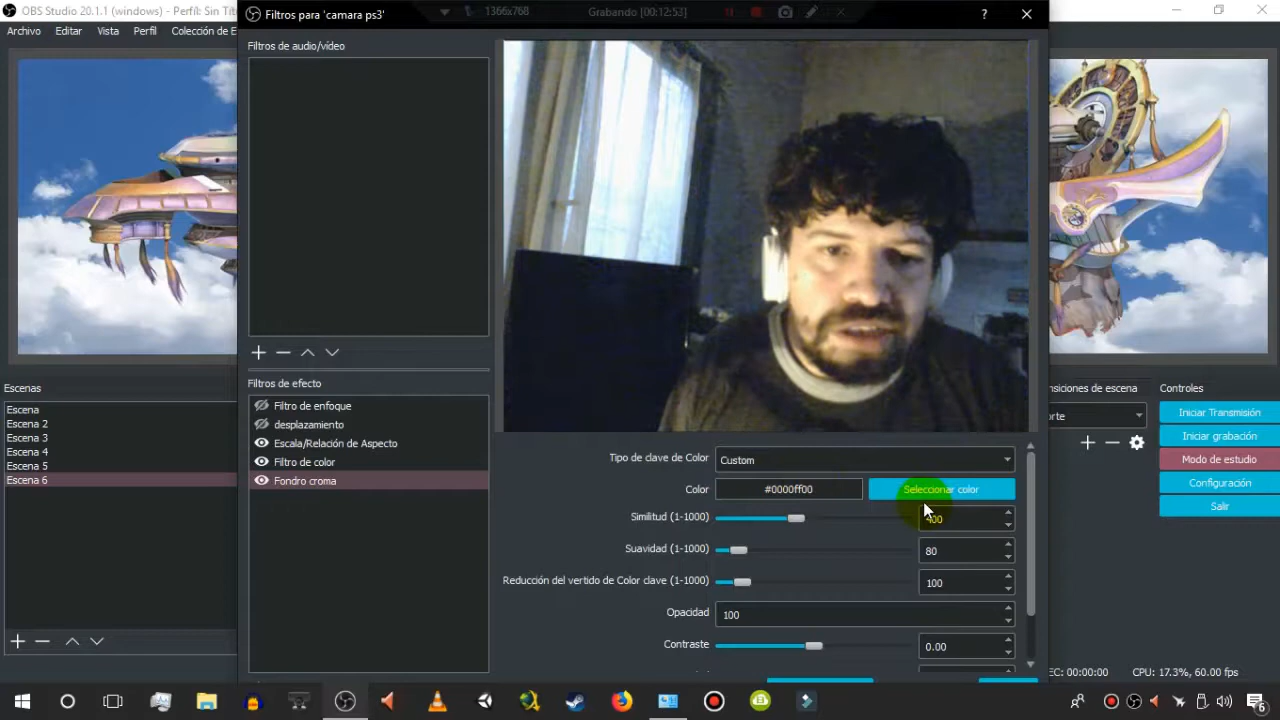 OBS Studio 20.1.1 (windows) - Perfil: Sin Tít
Filtros para 'camara ps3'
1366x768
Grabando [00:12:53]
?
Archivo Editar Vista Perfil Colección de E
Filtros de audio/vídeo
Filtros de efecto
Filtro de enfoque
desplazamiento
Escala/Relación de Aspecto
Filtro de color
Fondro croma
Escenas
Escena
Escena 2
Escena 3
Escena 4
Escena 5
Escena 6
Tipo de clave de Color Custom
Color #0000ff00 Seleccionar color
Similitud (1-1000) 400
Suavidad (1-1000) 80
Reducción del vertido de Color clave (1-1000) 100
Opacidad 100
Contraste 0.00
nsiciones de escena
orte
Controles
Iniciar Transmisión
Iniciar grabación
Modo de estudio
Configuración
Salir
EC: 00:00:00 CPU: 17.3%, 60.00 fps
6